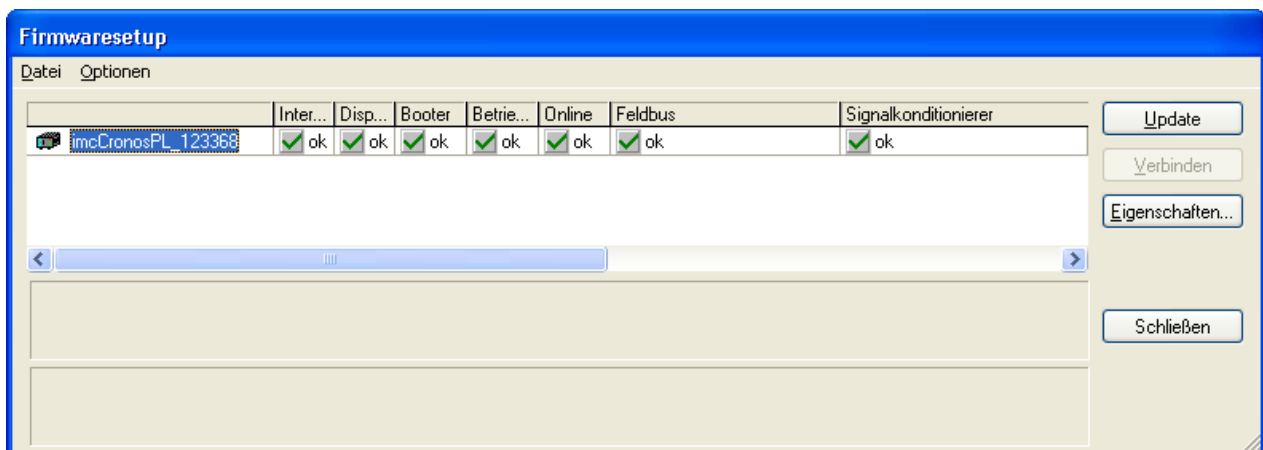 Firmwaresetup
Datei Optionen
Inter... Disp... Booter Betrie... Online Feldbus Signalkonditionierer
imcCronosPL_123368 ok ok ok ok ok ok ok
Update
Verbinden
Eigenschaften...
Schließen